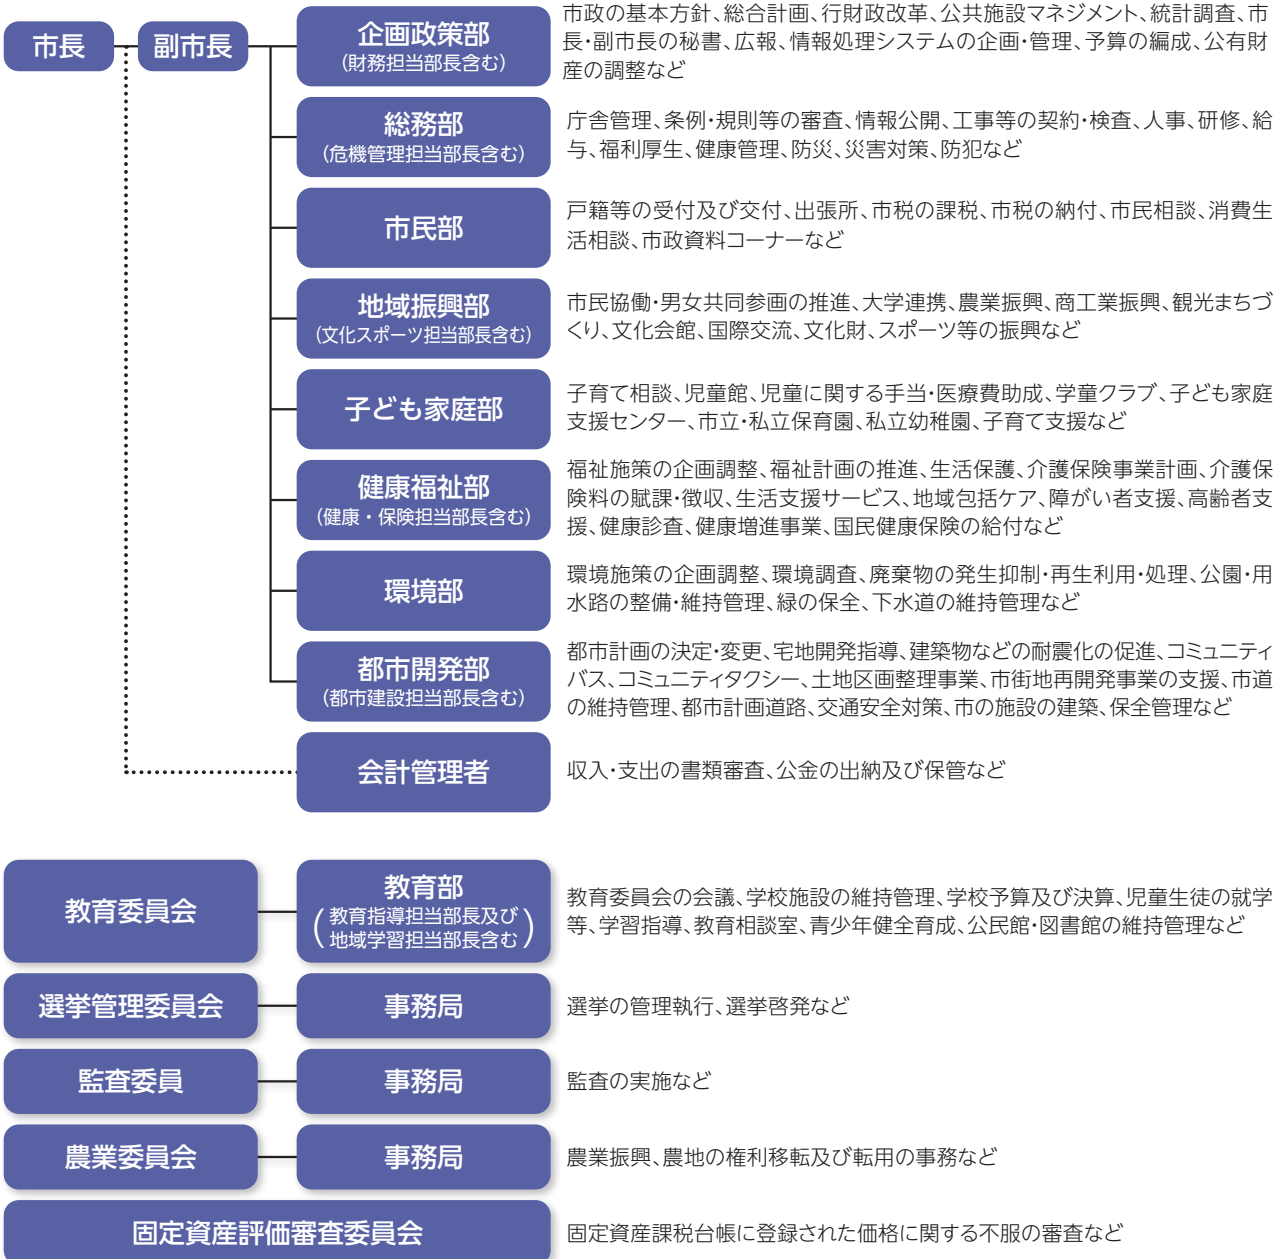 市長
副市長
企画政策部
(財務担当部長含む)
市政の基本方針、総合計画、行財政改革、公共施設マネジメント、統計調査、市
長・副市長の秘書、広報、情報処理システムの企画・管理、予算の編成、公有財
産の調整など
総務部
(危機管理担当部長含む)
庁舎管理、条例・規則等の審査、情報公開、工事等の契約・検査、人事、研修、給
与、福利厚生、健康管理、防災、災害対策、防犯など
市民部
戸籍等の受付及び交付、出張所、市税の課税、市税の納付、市民相談、消費生
活相談、市政資料コーナーなど
地域振興部
(文化スポーツ担当部長含む)
市民協働・男女共同参画の推進、大学連携、農業振興、商工業振興、観光まちづ
くり、文化会館、国際交流、文化財、スポーツ等の振興など
子ども家庭部
子育て相談、児童館、児童に関する手当・医療費助成、学童クラブ、子ども家庭
支援センター、市立・私立保育園、私立幼稚園、子育て支援など
健康福祉部
(健康・保険担当部長含む)
福祉施策の企画調整、福祉計画の推進、生活保護、介護保険事業計画、介護保
険料の賦課・徴収、生活支援サービス、地域包括ケア、障がい者支援、高齢者支
援、健康診査、健康増進事業、国民健康保険の給付など
環境部
環境施策の企画調整、環境調査、廃棄物の発生抑制・再生利用・処理、公園・用
水路の整備・維持管理、緑の保全、下水道の維持管理など
都市開発部
(都市建設担当部長含む)
都市計画の決定・変更、宅地開発指導、建築物などの耐震化の促進、コミュニティ
バス、コミュニティタクシー、土地区画整理事業、市街地再開発事業の支援、市道
の維持管理、都市計画道路、交通安全対策、市の施設の建築、保全管理など
会計管理者
収入・支出の書類審査、公金の出納及び保管など
教育委員会
教育部
(教育指導担当部長及び
地域学習担当部長含む)
教育委員会の会議、学校施設の維持管理、学校予算及び決算、児童生徒の就学
等、学習指導、教育相談室、青少年健全育成、公民館・図書館の維持管理など
選挙管理委員会
事務局
選挙の管理執行、選挙啓発など
監査委員
事務局
監査の実施など
農業委員会
事務局
農業振興、農地の権利移転及び転用の事務など
固定資産評価審査委員会
固定資産課税台帳に登録された価格に関する不服の審査など